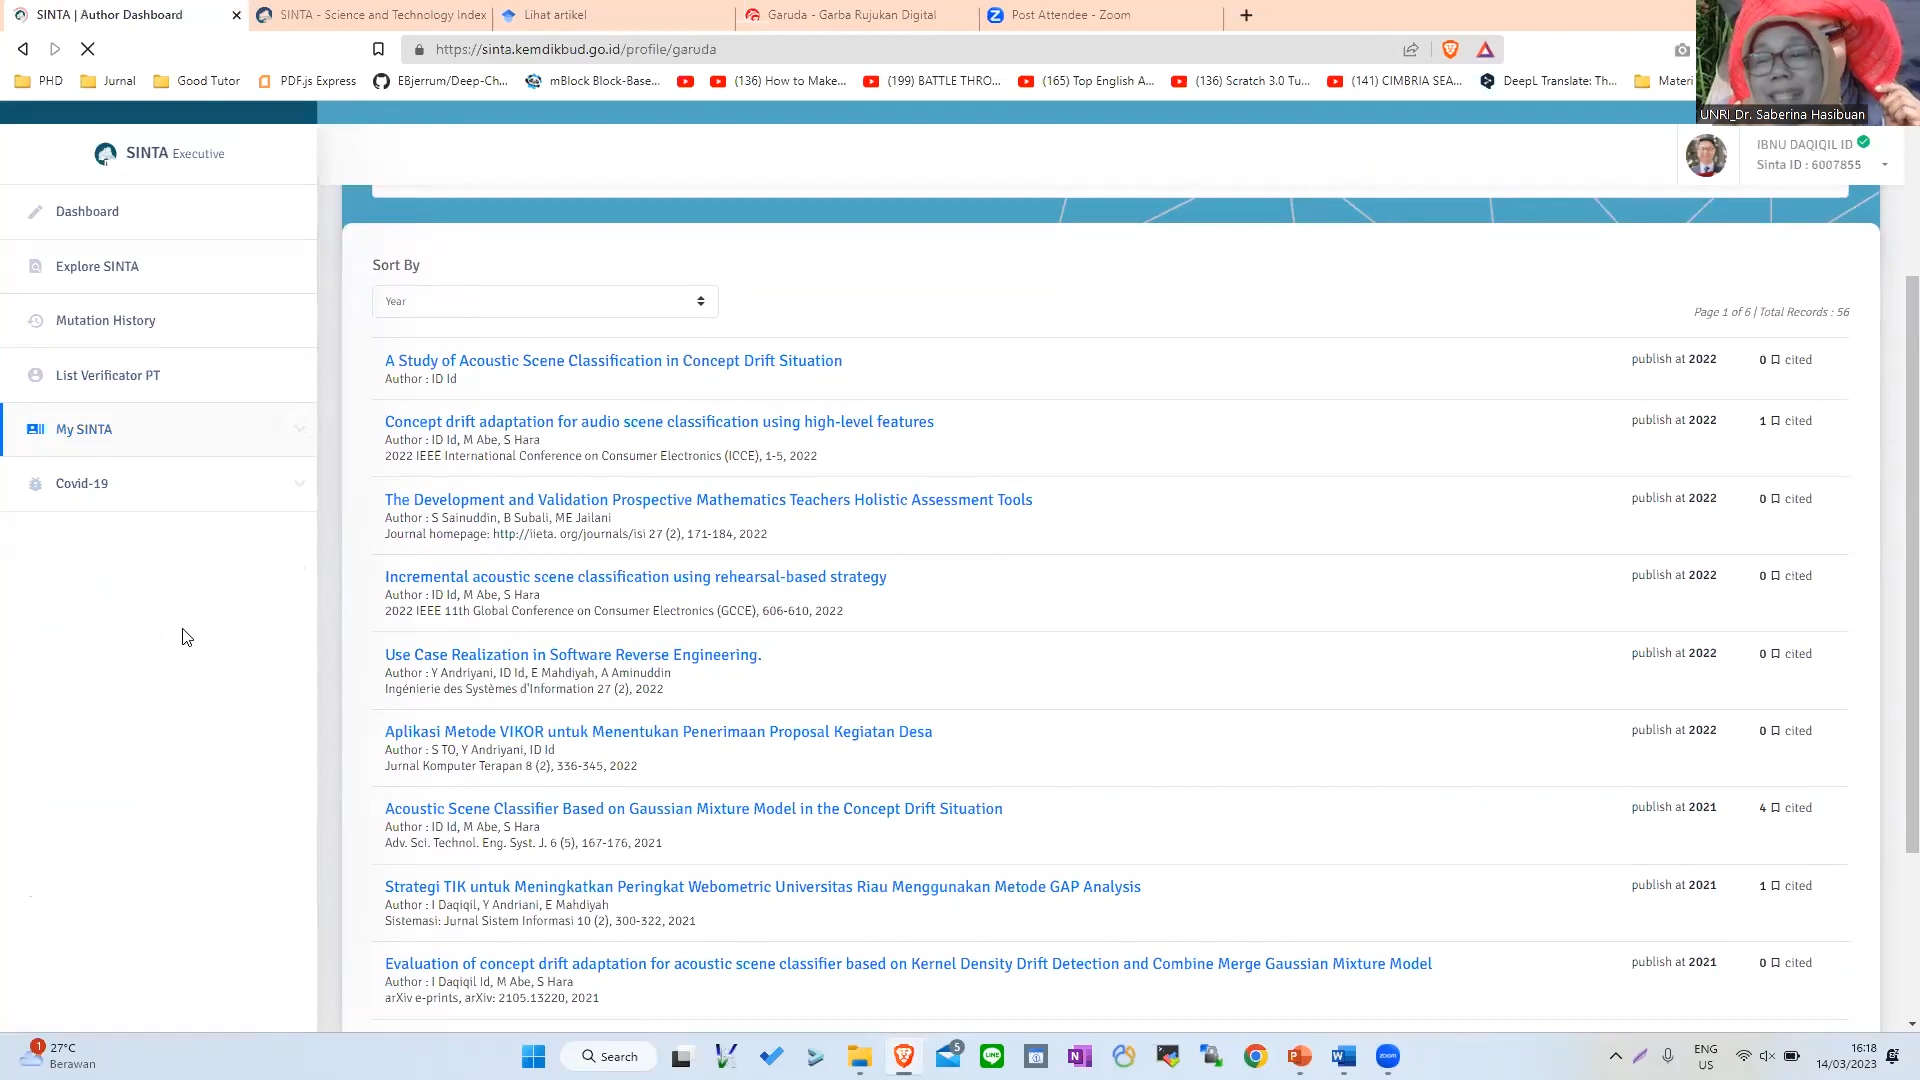 SINTA | Author Dashboard
SINTA - Science and Technology Index
Lihat artikel
Garuda - Garba Rujukan Digital
Post Attendee - Zoom
https://sinta.kemdikbud.go.id/profile/garuda
PHD
Jurnal
Good Tutor
PDF.js Express
EBjerrum/Deep-Ch...
mBlock Block-Base...
(136) How to Make...
(199) BATTLE THRO...
(165) Top English A...
(136) Scratch 3.0 Tu...
(141) CIMBRIA SEA...
DeepL Translate: Th...
Materi
UNRI_Dr. Saberina Hasibuan
SINTA Executive
IBNU DAQIQIL ID
Sinta ID : 6007855
Dashboard
Explore SINTA
Mutation History
List Verificator PT
My SINTA
Covid-19
Sort By
Year
Page 1 of 6 | Total Records : 56
A Study of Acoustic Scene Classification in Concept Drift Situation
Author : ID Id
publish at 2022
0 cited
Concept drift adaptation for audio scene classification using high-level features
Author : ID Id, M Abe, S Hara
2022 IEEE International Conference on Consumer Electronics (ICCE), 1-5, 2022
publish at 2022
1 cited
The Development and Validation Prospective Mathematics Teachers Holistic Assessment Tools
Author : S Sainuddin, B Subali, ME Jailani
Journal homepage: http://iieta. org/journals/isi 27 (2), 171-184, 2022
publish at 2022
0 cited
Incremental acoustic scene classification using rehearsal-based strategy
Author : ID Id, M Abe, S Hara
2022 IEEE 11th Global Conference on Consumer Electronics (GCCE), 606-610, 2022
publish at 2022
0 cited
Use Case Realization in Software Reverse Engineering.
Author : Y Andriyani, ID Id, E Mahdiyah, A Aminuddin
Ingénierie des Systèmes d'Information 27 (2), 2022
publish at 2022
0 cited
Aplikasi Metode VIKOR untuk Menentukan Penerimaan Proposal Kegiatan Desa
Author : S TO, Y Andriyani, ID Id
Jurnal Komputer Terapan 8 (2), 336-345, 2022
publish at 2022
0 cited
Acoustic Scene Classifier Based on Gaussian Mixture Model in the Concept Drift Situation
Author : ID Id, M Abe, S Hara
Adv. Sci. Technol. Eng. Syst. J. 6 (5), 167-176, 2021
publish at 2021
4 cited
Strategi TIK untuk Meningkatkan Peringkat Webometric Universitas Riau Menggunakan Metode GAP Analysis
Author : I Daqiqil, Y Andriani, E Mahdiyah
Sistemasi: Jurnal Sistem Informasi 10 (2), 300-322, 2021
publish at 2021
1 cited
Evaluation of concept drift adaptation for acoustic scene classifier based on Kernel Density Drift Detection and Combine Merge Gaussian Mixture Model
Author : I Daqiqil Id, M Abe, S Hara
arXiv e-prints, arXiv: 2105.13220, 2021
publish at 2021
0 cited
1
27°C
Berawan
Search
5
LINE
zoom
ENG
US
16:18
14/03/2023